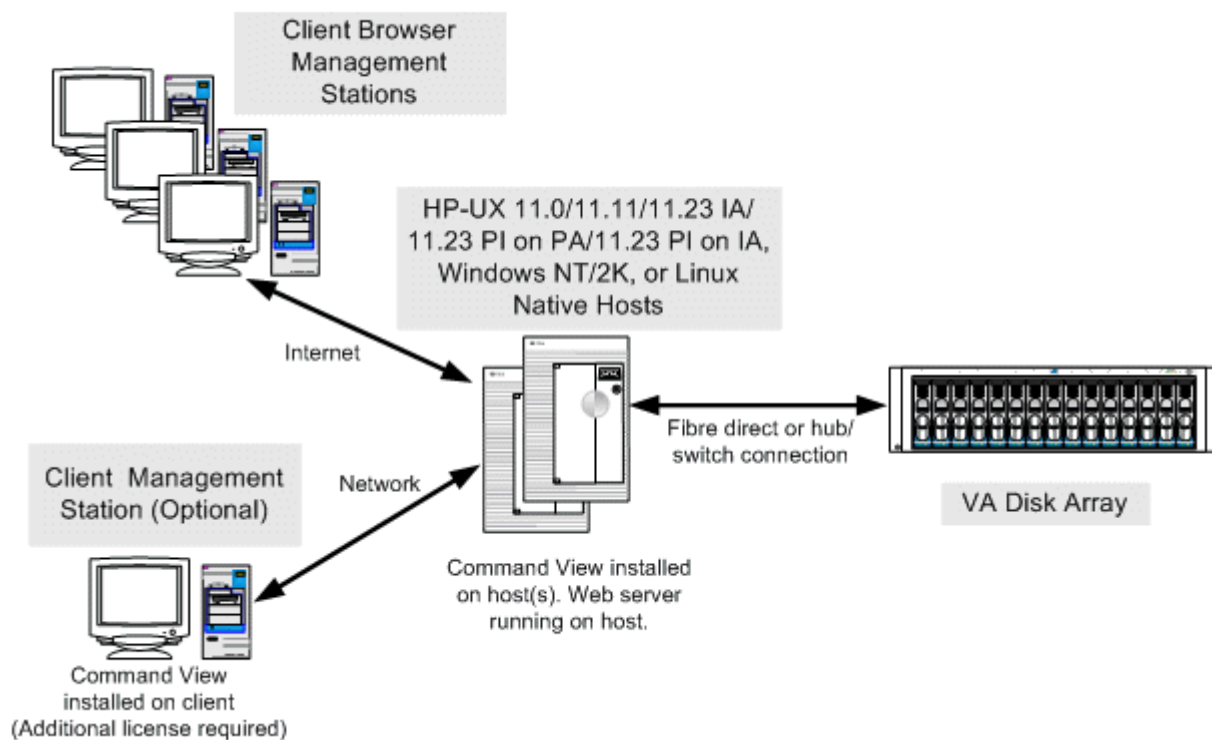 Client Browser
Management
Stations
HP-UX 11.0/11.11/11.23 IA/
11.23 PI on PA/11.23 PI on IA,
Windows NT/2K, or Linux
Native Hosts
Internet
Fibre direct or hub/
switch connection
Client Management
Station (Optional)
Network
VA Disk Array
Command View installed
on host(s). Web server
running on host.
Command View
installed on client
(Additional license required)